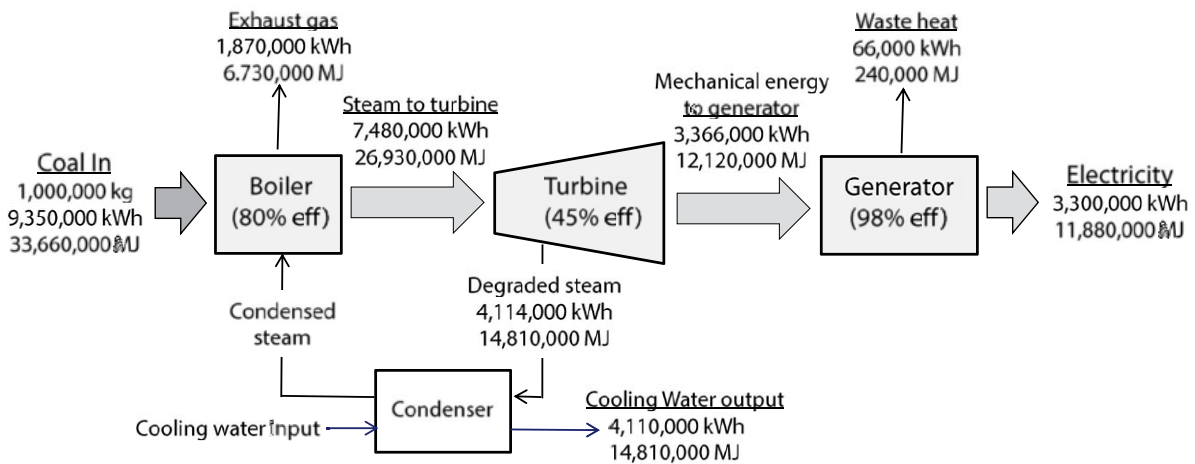 Exhaust gas
1,870,000 kWh
6.730,000 MJ
Waste heat
66,000 kWh
240,000 MJ
Steam to turbine
7,480,000 kWh
26,930,000 MJ
Mechanical energy
to generator
3,366,000 kWh
12,120,000 MJ
Coal In
1,000,000 kg
9,350,000 kWh
33,660,000 MJ
Boiler
(80% eff)
Turbine
(45% eff)
Generator
(98% eff)
Electricity
3,300,000 kWh
11,880,000 MJ
Condensed
steam
Degraded steam
4,114,000 kWh
14,810,000 MJ
Condenser
Cooling water input
Cooling Water output
4,110,000 kWh
14,810,000 MJ